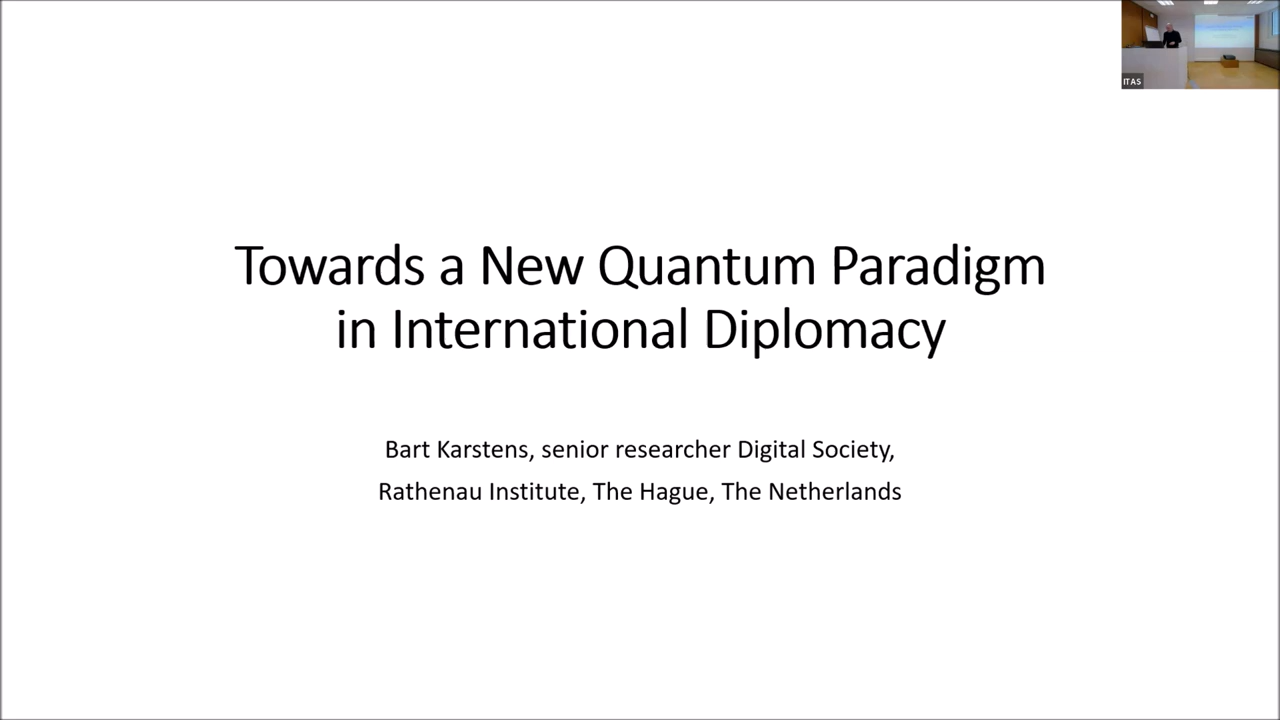 ITAS
Towards a New Quantum Paradigm
in International Diplomacy
Bart Karstens, senior researcher Digital Society,
Rathenau Institute, The Hague, The Netherlands